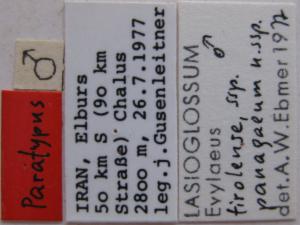 Paratypus
♂
IRAN, Elburs
50 km S (90 km
Straße) Chalus
2800 m, 26.7.1977
leg.j.Gusenleitner
LASIOGLOSSUM
Evylaeus ♂
tirolense, ssp.
panagaeum n.ssp.
det.A.W.Ebmer 1977